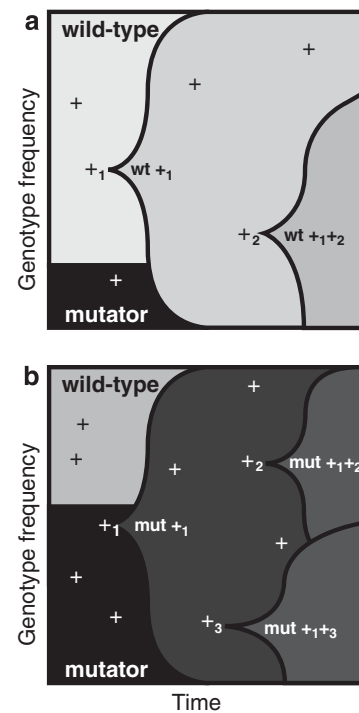 a
wild-type
+
+
+
+₁ wt +₁
+₂ wt +₁+₂
+
mutator
Genotype frequency
b
wild-type
+
+
+
+
+₂ mut +₁+₂
+₁ mut +₁
+
+
+
+₃ mut +₁+₃
mutator
Genotype frequency
Time